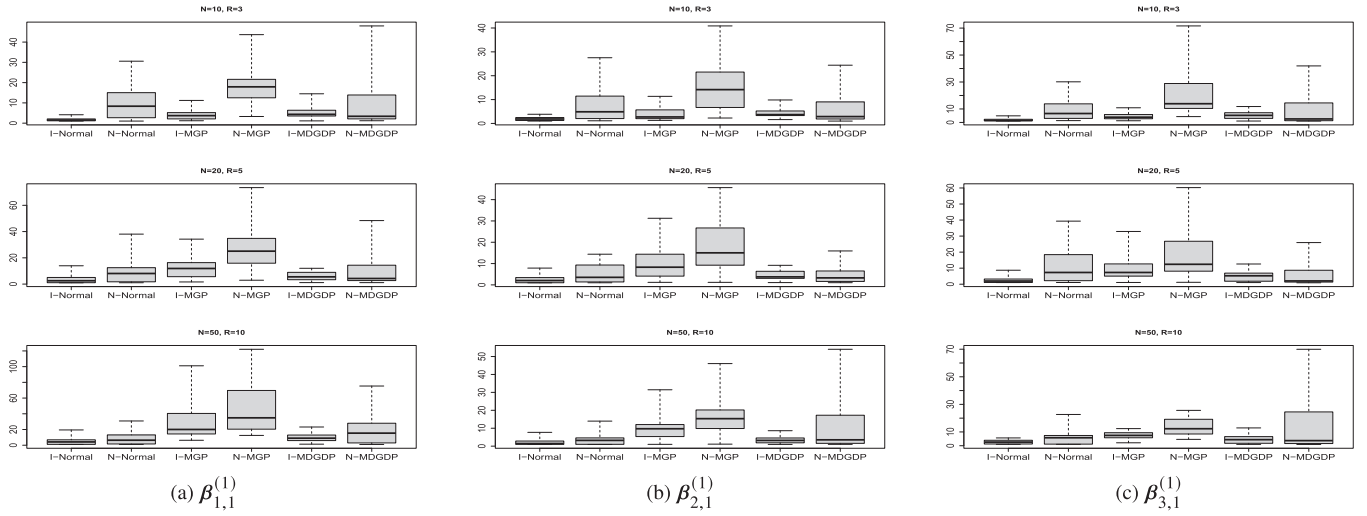 N=10, R=3
0 10 20 30 40
I−Normal N−Normal I−MGP N−MGP I−MDGDP N−MDGDP
N=10, R=3
0 10 20 30 40
I−Normal N−Normal I−MGP N−MGP I−MDGDP N−MDGDP
N=10, R=3
0 10 30 50 70
I−Normal N−Normal I−MGP N−MGP I−MDGDP N−MDGDP
N=20, R=5
0 20 40 60
I−Normal N−Normal I−MGP N−MGP I−MDGDP N−MDGDP
N=20, R=5
0 10 20 30 40
I−Normal N−Normal I−MGP N−MGP I−MDGDP N−MDGDP
N=20, R=5
0 10 20 30 40 50 60
I−Normal N−Normal I−MGP N−MGP I−MDGDP N−MDGDP
N=50, R=10
0 20 40 60 80 120
I−Normal N−Normal I−MGP N−MGP I−MDGDP N−MDGDP
N=50, R=10
0 10 20 30 40 50
I−Normal N−Normal I−MGP N−MGP I−MDGDP N−MDGDP
N=50, R=10
0 10 30 50 70
I−Normal N−Normal I−MGP N−MGP I−MDGDP N−MDGDP
(a) β₁,₁⁽¹⁾
(b) β₂,₁⁽¹⁾
(c) β₃,₁⁽¹⁾